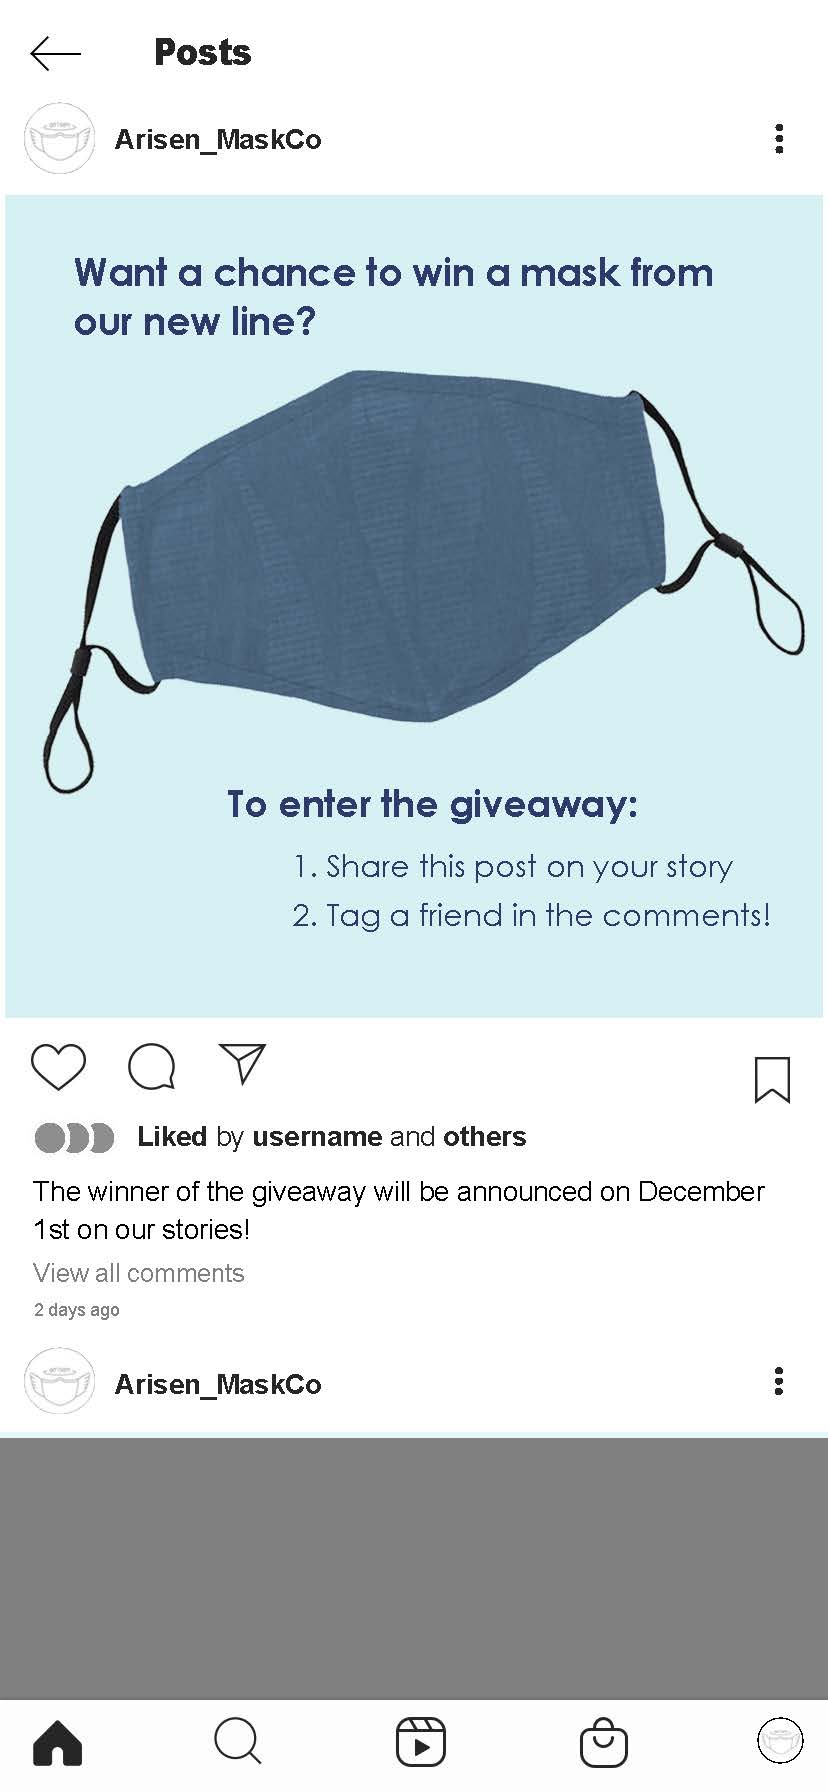 Posts
Arisen_MaskCo
Want a chance to win a mask from
our new line?
To enter the giveaway:
1. Share this post on your story
2. Tag a friend in the comments!
Liked by username and others
The winner of the giveaway will be announced on December
1st on our stories!
View all comments
2 days ago
Arisen_MaskCo